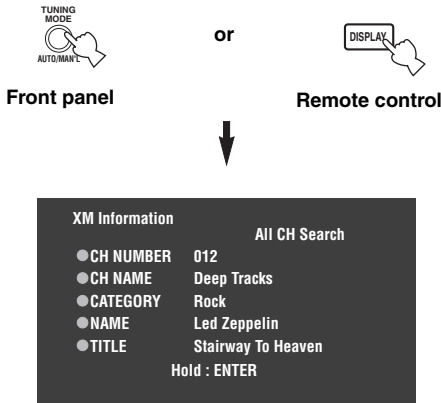 TUNING
MODE
AUTO/MAN'L
or
DISPLAY
Front panel
Remote control
XM Information
All CH Search
CH NUMBER 012
CH NAME Deep Tracks
CATEGORY Rock
NAME Led Zeppelin
TITLE Stairway To Heaven
Hold : ENTER